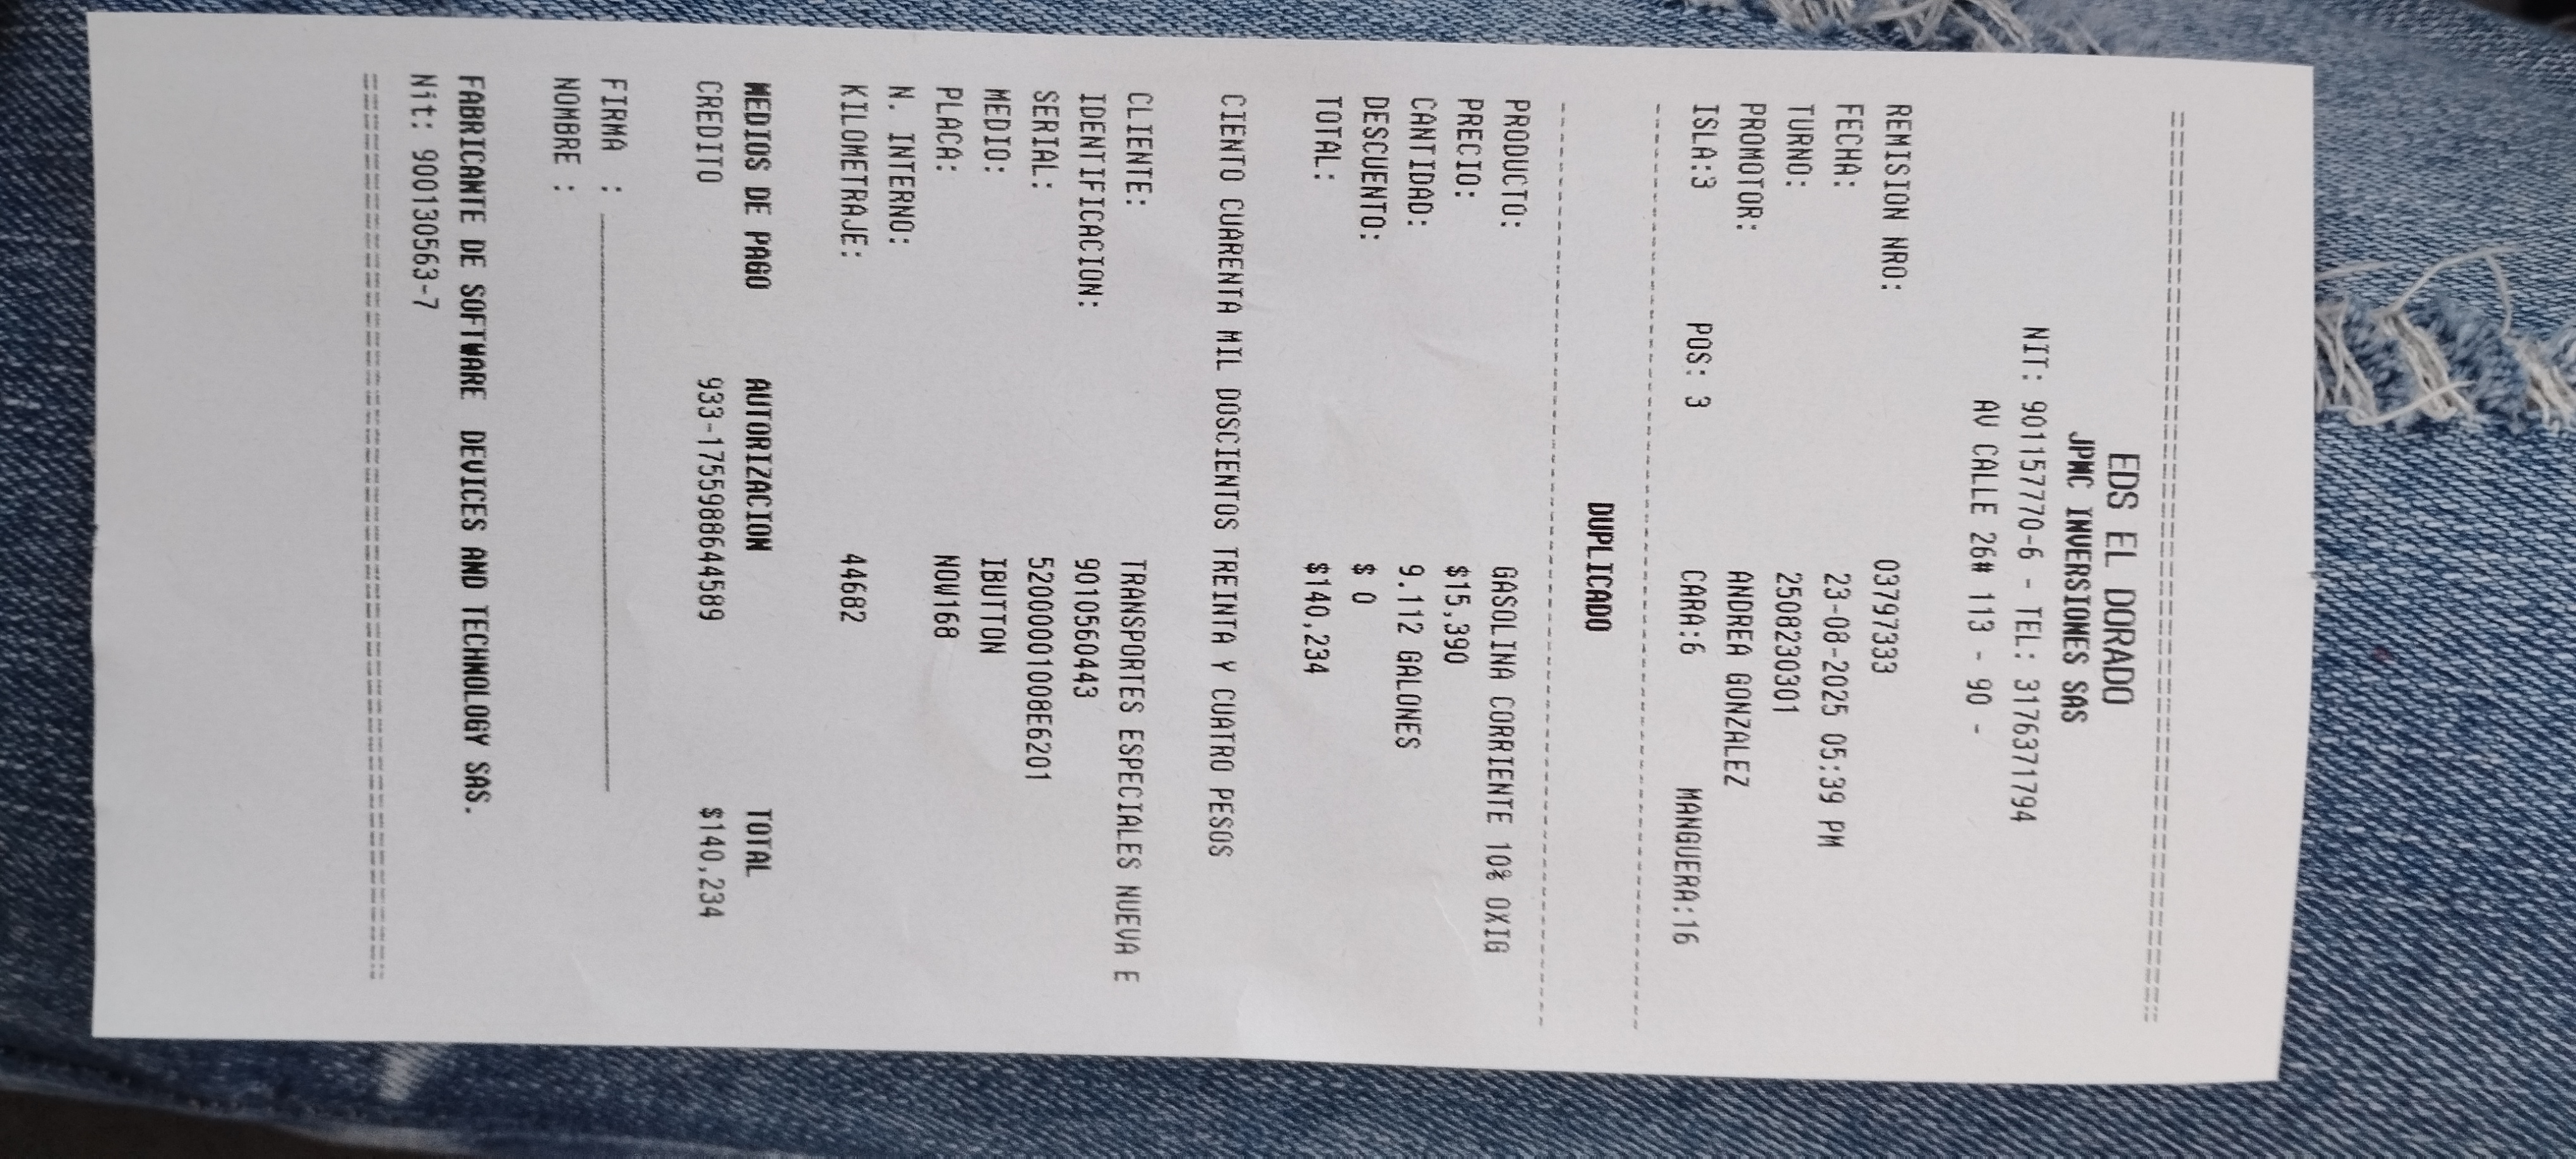 EDS EL DORADO
JPMC INVERSIONES SAS
NIT: 901157770-6 - TEL: 3176371794
AV CALLE 26# 113 - 90 -
REMISION NRO: 03797333
FECHA: 23-08-2025 05:39 PM
TURNO: 2508230301
PROMOTOR: ANDREA GONZALEZ
ISLA:3 POS: 3 CARA:6 MANGUERA:16
DUPLICADO
PRODUCTO: GASOLINA CORRIENTE 10% OXIG
PRECIO: $15,390
CANTIDAD: 9.112 GALONES
DESCUENTO: $ 0
TOTAL: $140,234
CIENTO CUARENTA MIL DOSCIENTOS TREINTA Y CUATRO PESOS
CLIENTE: TRANSPORTES ESPECIALES NUEVA E
IDENTIFICACION: 9010560443
SERIAL: 52000001008E6201
MEDIO: IBUTTON
PLACA: NOW168
N. INTERNO:
KILOMETRAJE: 44682
MEDIOS DE PAGO AUTORIZACION TOTAL
CREDITO 933-1755988644589 $140,234
FIRMA :
NOMBRE :
FABRICANTE DE SOFTWARE DEVICES AND TECHNOLOGY SAS.
Nit: 900130563-7